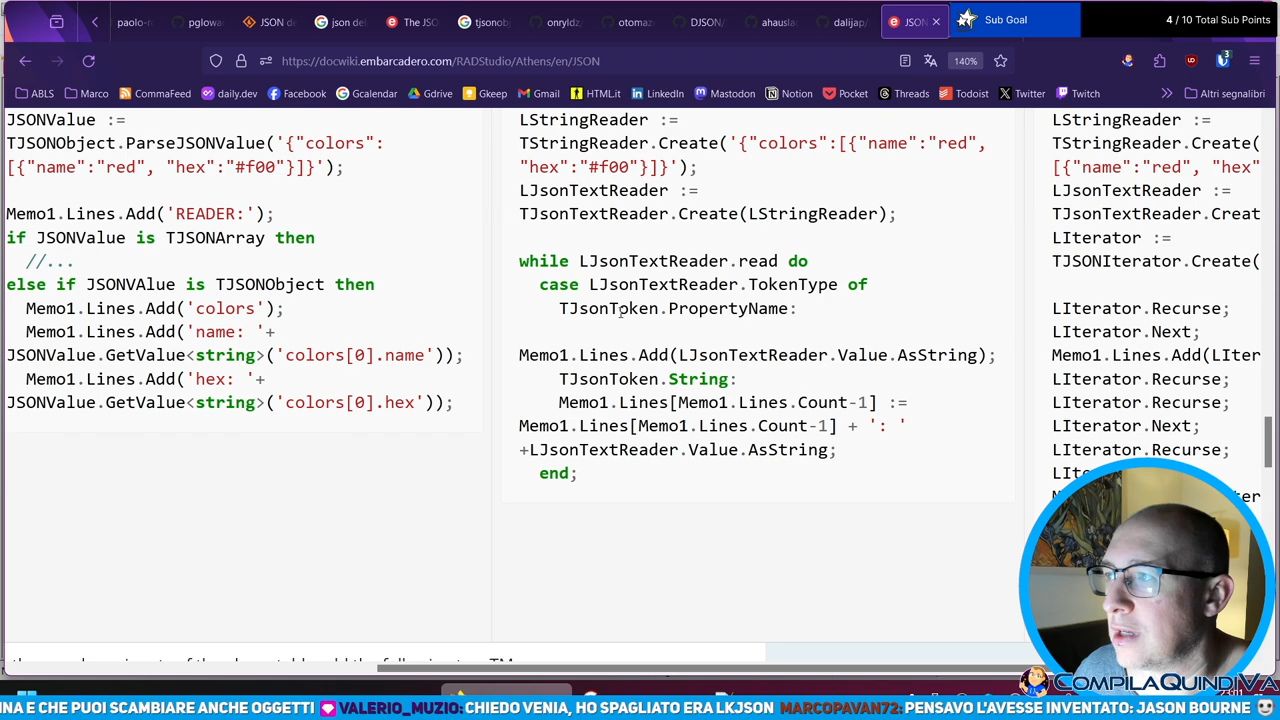 paolo-r
pglowa
JSON de
json del
The JSO
tjsonobj
onryldz/
otomaz
DJSON/
ahauslad
dalijap/
JSON
Sub Goal
4 / 10 Total Sub Points
https://docwiki.embarcadero.com/RADStudio/Athens/en/JSON
140%
3
ABLS
Marco
CommaFeed
daily.dev
Facebook
Gcalendar
Gdrive
Gkeep
Gmail
HTML.it
LinkedIn
Mastodon
Notion
Pocket
Threads
Todoist
Twitter
Twitch
Altri segnalibri
JSONValue :=
TJSONObject.ParseJSONValue('{"colors":
[{"name":"red", "hex":"#f00"}]}');
Memo1.Lines.Add('READER:');
if JSONValue is TJSONArray then
//...
else if JSONVAlue is TJSONObject then
Memo1.Lines.Add('colors');
Memo1.Lines.Add('name: '+
JSONValue.GetValue<string>('colors[0].name'));
Memo1.Lines.Add('hex: '+
JSONValue.GetValue<string>('colors[0].hex'));
LStringReader :=
TStringReader.Create('{"colors":[{"name":"red",
"hex":"#f00"}]}');
LJsonTextReader :=
TJsonTextReader.Create(LStringReader);
while LJsonTextReader.read do
case LJsonTextReader.TokenType of
TJsonToken.PropertyName:
Memo1.Lines.Add(LJsonTextReader.Value.AsString);
TJsonToken.String:
Memo1.Lines[Memo1.Lines.Count-1] :=
Memo1.Lines[Memo1.Lines.Count-1] + ': '
+LJsonTextReader.Value.AsString;
end;
LStringReader :=
TStringReader.Create(
[{"name":"red", "hex"
LJsonTextReader :=
TJsonTextReader.Creat
LIterator :=
TJSONIterator.Create(
LIterator.Recurse;
LIterator.Next;
Memo1.Lines.Add(LIter
LIterator.Recurse;
LIterator.Next;
LIterator.Recurse;
COMPILAQUINDIVA
INA E CHE PUOI SCAMBIARE ANCHE OGGETTI VALERIO_MUZIO: CHIEDO VENIA, HO SPAGLIATO ERA LKJSON MARCOPAVAN72: PENSAVO L'AVESSE INVENTATO: JASON BOURNE